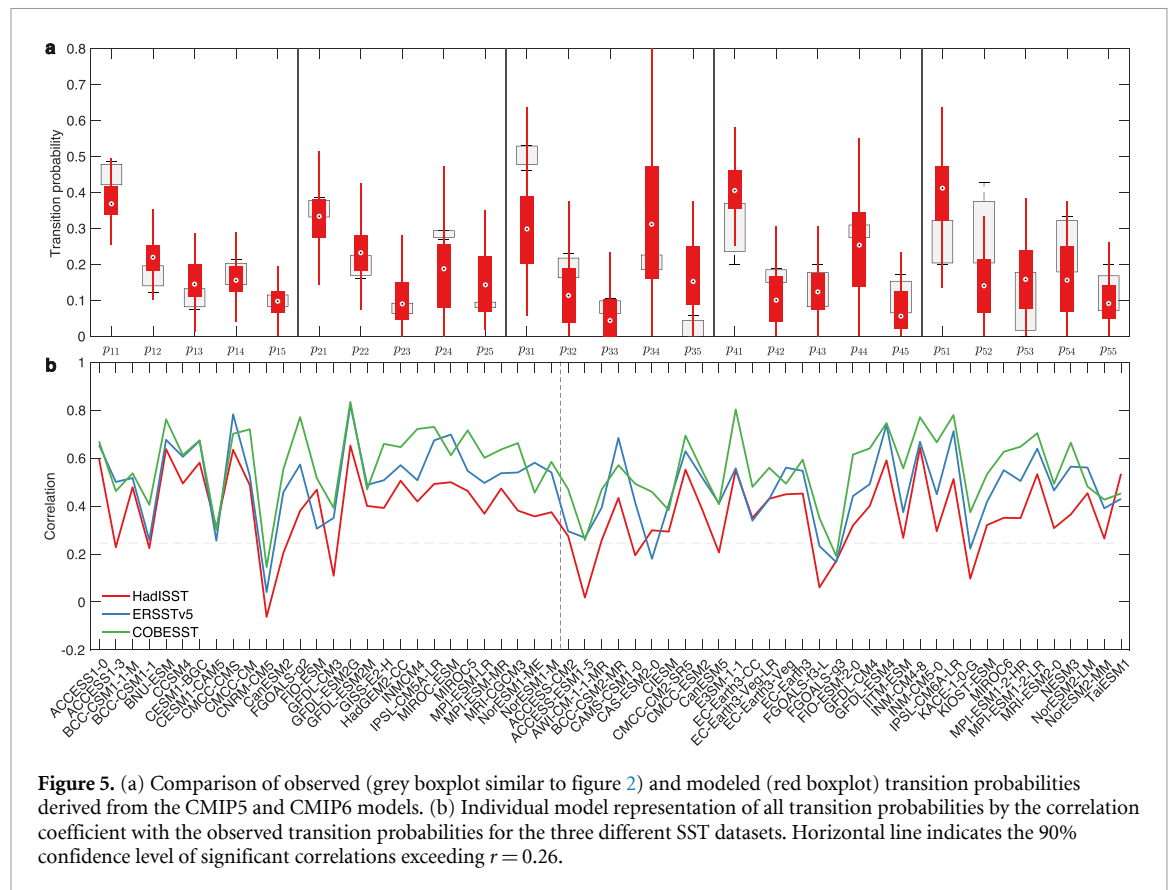 a
Transition probability
0.8
0.7
0.6
0.5
0.4
0.3
0.2
0.1
0
p11 p12 p13 p14 p15 p21 p22 p23 p24 p25 p31 p32 p33 p34 p35 p41 p42 p43 p44 p45 p51 p52 p53 p54 p55
b
Correlation
1
0.8
0.6
0.4
0.2
0
-0.2
HadISST
ERSSTv5
COBESST
ACCESS1-0
ACCESS1-3
BCC-CSM1-1-M
BCC-CSM1-1
BNU-ESM
CCSM4
CESM1-BGC
CESM1-CAM5
CMCC-CMS
CMCC-CM
CNRM-CM5
CanESM2
FGOALS-g2
FIO-ESM
GFDL-CM3
GFDL-ESM2G
GFDL-ESM2M
GISS-E2-H
HadGEM2-CC
INMCM4
IPSL-CM5A-LR
MIROC-ESM
MIROC5
MPI-ESM-LR
MPI-ESM-MR
MRI-CGCM3
NorESM1-ME
NorESM1-M
ACCESS-CM2
ACCESS-ESM1-5
AWI-CM-1-1-MR
BCC-CSM2-MR
CAMS-CSM1-0
CAS-ESM2-0
CIESM
CMCC-CM2-SR5
CMCC-ESM2
CanESM5
E3SM-1-1
EC-Earth3-CC
EC-Earth3-Veg-LR
EC-Earth3-Veg
EC-Earth3
FGOALS-f3-L
FGOALS-g3
FIO-ESM-2-0
GFDL-CM4
GFDL-ESM4
IITM-ESM
INM-CM4-8
INM-CM5-0
IPSL-CM6A-LR
KACE-1-0-G
KIOST-ESM
MIROC6
MPI-ESM1-2-HR
MPI-ESM1-2-LR
MRI-ESM2-0
NESM3
NorESM2-LM
NorESM2-MM
TaiESM1
Figure 5. (a) Comparison of observed (grey boxplot similar to figure 2) and modeled (red boxplot) transition probabilities
derived from the CMIP5 and CMIP6 models. (b) Individual model representation of all transition probabilities by the correlation
coefficient with the observed transition probabilities for the three different SST datasets. Horizontal line indicates the 90%
confidence level of significant correlations exceeding r = 0.26.